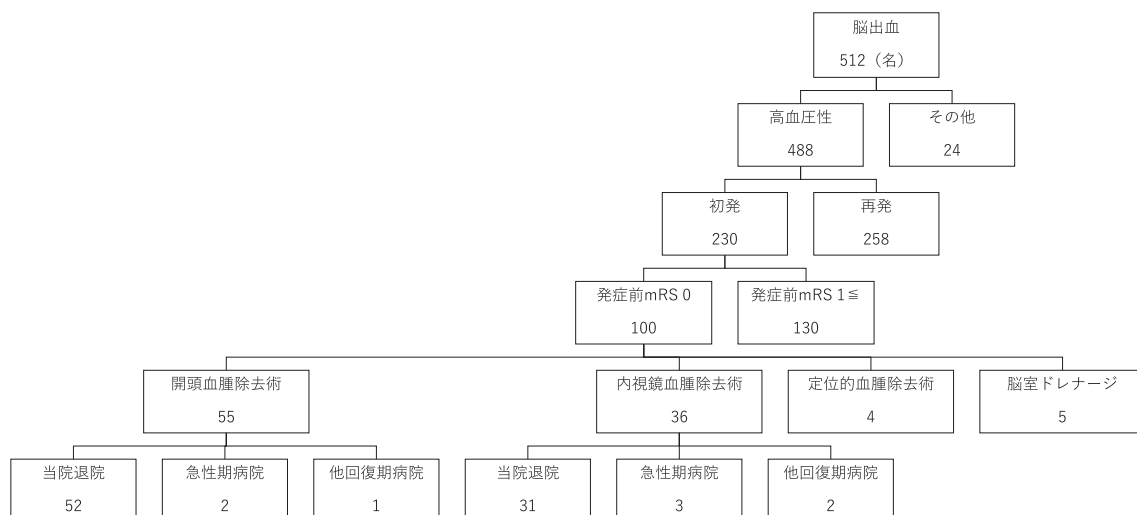 脳出血
512（名）
高血圧性
488
その他
24
初発
230
再発
258
発症前mRS 0
100
発症前mRS 1≦
130
開頭血腫除去術
55
内視鏡血腫除去術
36
定位的血腫除去術
4
脳室ドレナージ
5
当院退院
52
急性期病院
2
他回復期病院
1
当院退院
31
急性期病院
3
他回復期病院
2